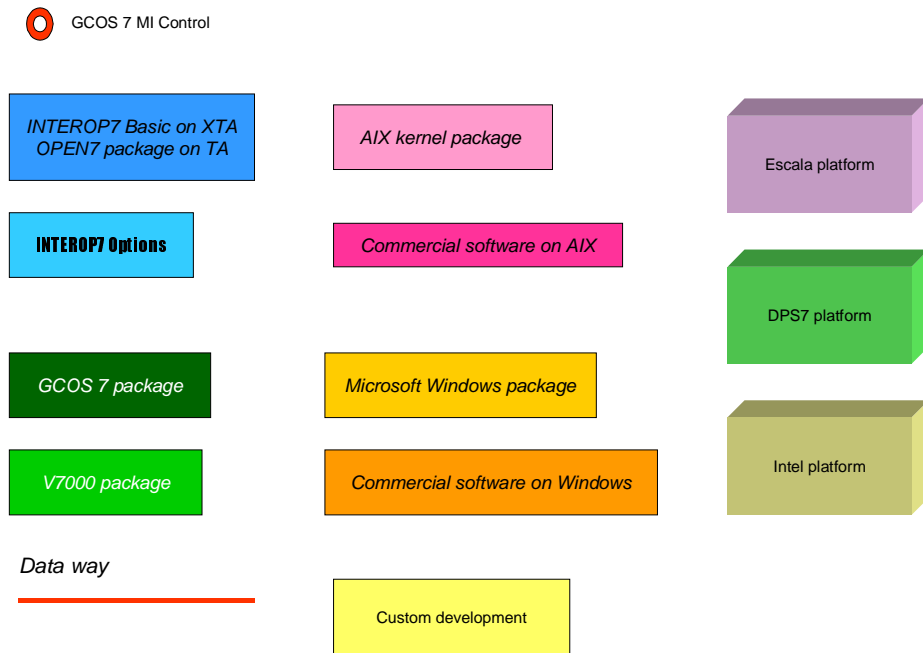 GCOS 7 MI Control
INTEROP7 Basic on XTA
OPEN7 package on TA
AIX kernel package
Escala platform
INTEROP7 Options
Commercial software on AIX
DPS7 platform
GCOS 7 package
Microsoft Windows package
Intel platform
V7000 package
Commercial software on Windows
Data way
Custom development